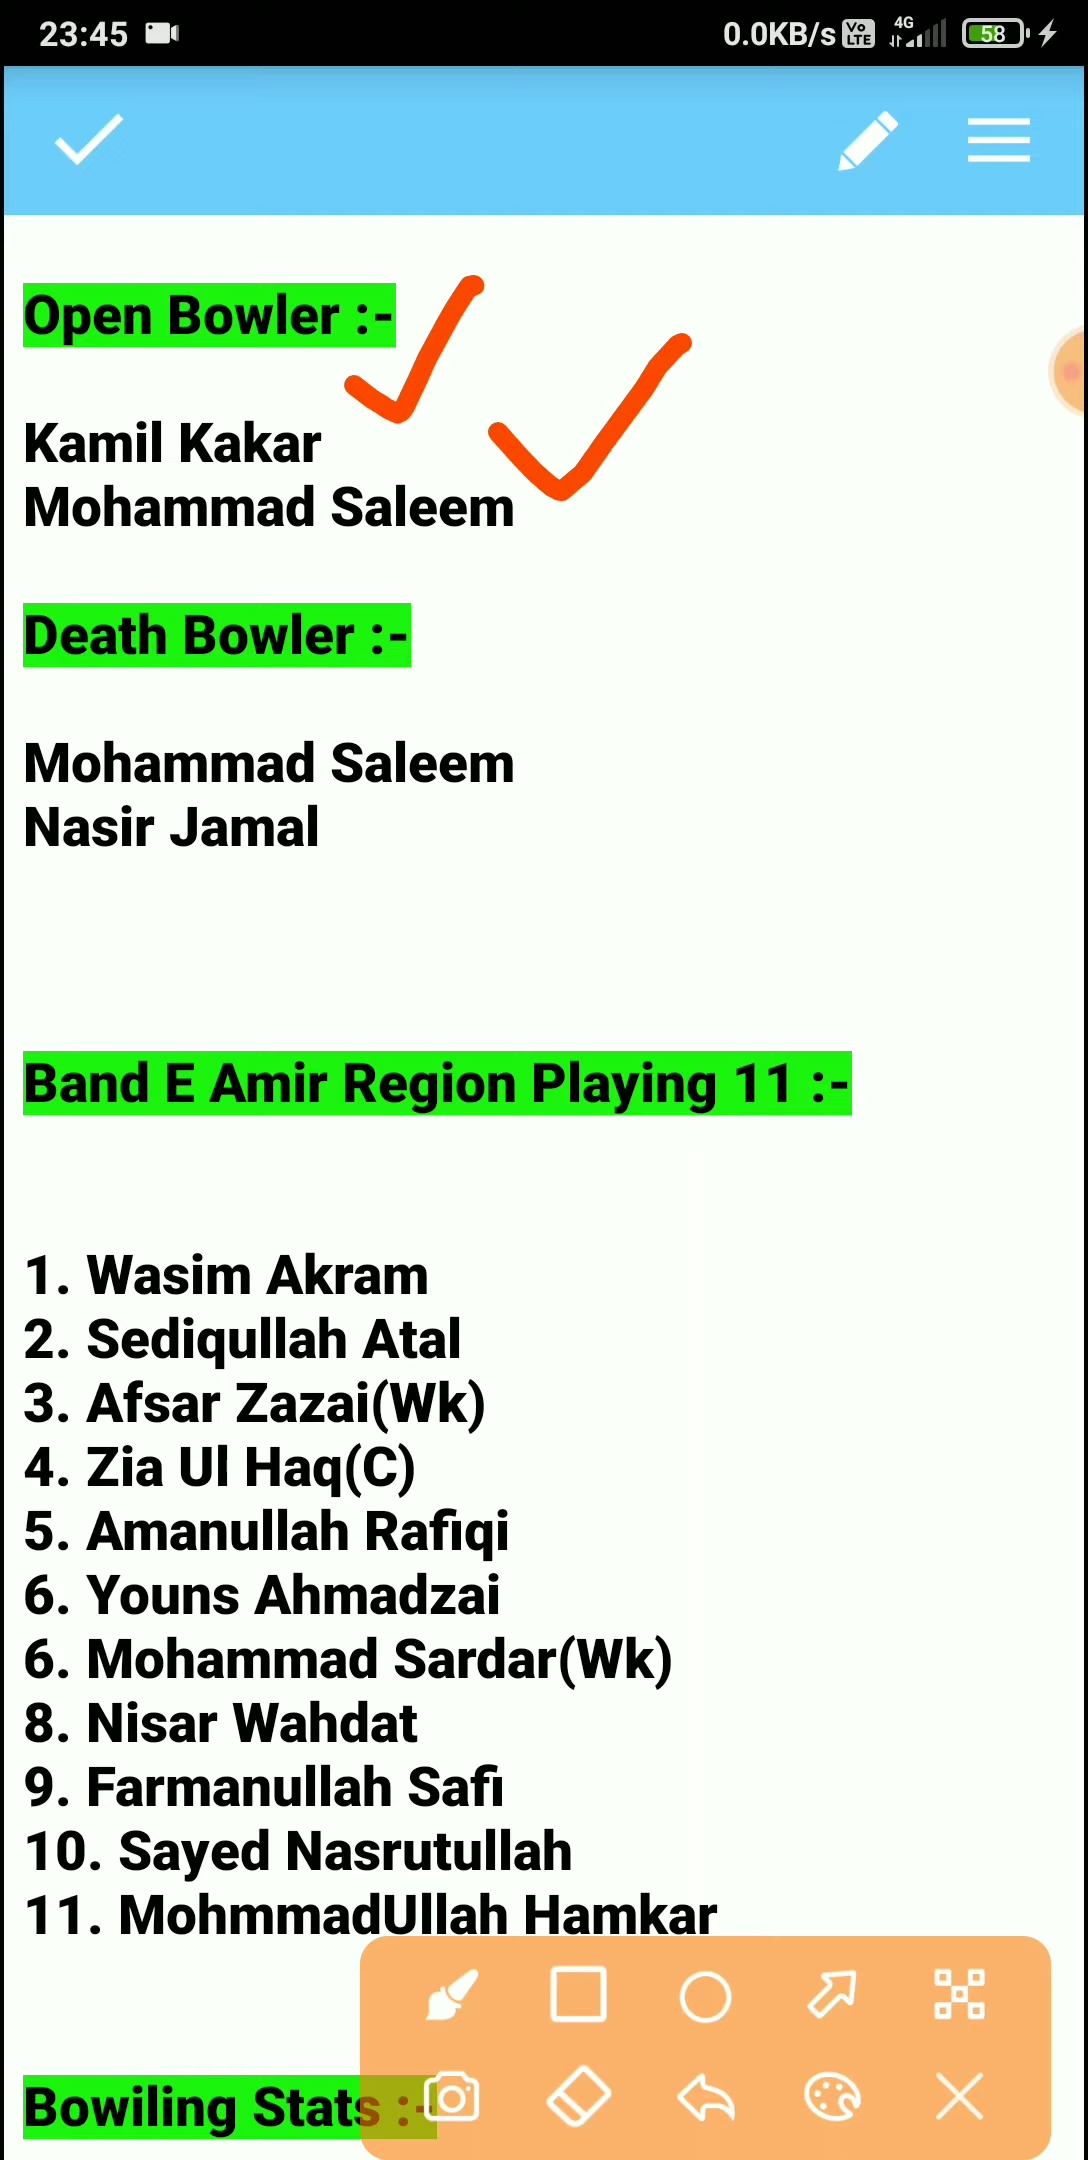 23:45
0.0KB/s Vo LTE 4G 58
Open Bowler :-
Kamil Kakar
Mohammad Saleem
Death Bowler :-
Mohammad Saleem
Nasir Jamal
Band E Amir Region Playing 11 :-
1. Wasim Akram
2. Sediqullah Atal
3. Afsar Zazai(Wk)
4. Zia Ul Haq(C)
5. Amanullah Rafiqi
6. Youns Ahmadzai
6. Mohammad Sardar(Wk)
8. Nisar Wahdat
9. Farmanullah Safi
10. Sayed Nasrutullah
11. MohmmadUllah Hamkar
Bowiling Stats :-